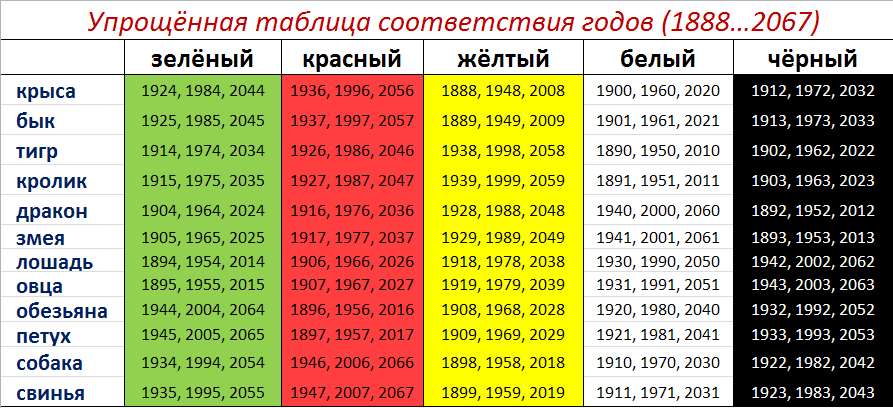 Упрощённая таблица соответствия годов (1888...2067)
зелёный красный жёлтый белый чёрный
крыса 1924, 1984, 2044 1936, 1996, 2056 1888, 1948, 2008 1900, 1960, 2020 1912, 1972, 2032
бык 1925, 1985, 2045 1937, 1997, 2057 1889, 1949, 2009 1901, 1961, 2021 1913, 1973, 2033
тигр 1914, 1974, 2034 1926, 1986, 2046 1938, 1998, 2058 1890, 1950, 2010 1902, 1962, 2022
кролик 1915, 1975, 2035 1927, 1987, 2047 1939, 1999, 2059 1891, 1951, 2011 1903, 1963, 2023
дракон 1904, 1964, 2024 1916, 1976, 2036 1928, 1988, 2048 1940, 2000, 2060 1892, 1952, 2012
змея 1905, 1965, 2025 1917, 1977, 2037 1929, 1989, 2049 1941, 2001, 2061 1893, 1953, 2013
лошадь 1894, 1954, 2014 1906, 1966, 2026 1918, 1978, 2038 1930, 1990, 2050 1942, 2002, 2062
овца 1895, 1955, 2015 1907, 1967, 2027 1919, 1979, 2039 1931, 1991, 2051 1943, 2003, 2063
обезьяна 1944, 2004, 2064 1896, 1956, 2016 1908, 1968, 2028 1920, 1980, 2040 1932, 1992, 2052
петух 1945, 2005, 2065 1897, 1957, 2017 1909, 1969, 2029 1921, 1981, 2041 1933, 1993, 2053
собака 1934, 1994, 2054 1946, 2006, 2066 1898, 1958, 2018 1910, 1970, 2030 1922, 1982, 2042
свинья 1935, 1995, 2055 1947, 2007, 2067 1899, 1959, 2019 1911, 1971, 2031 1923, 1983, 2043